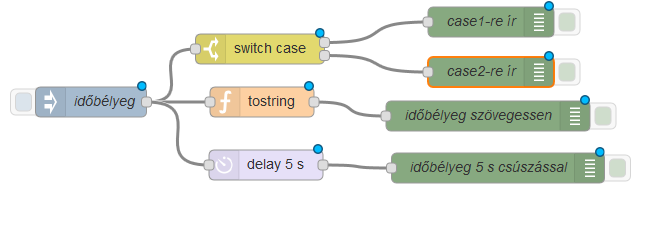 időbélyeg
switch case
tostring
delay 5 s
case1-re ír
case2-re ír
időbélyeg szövegessen
időbélyeg 5 s csúszással